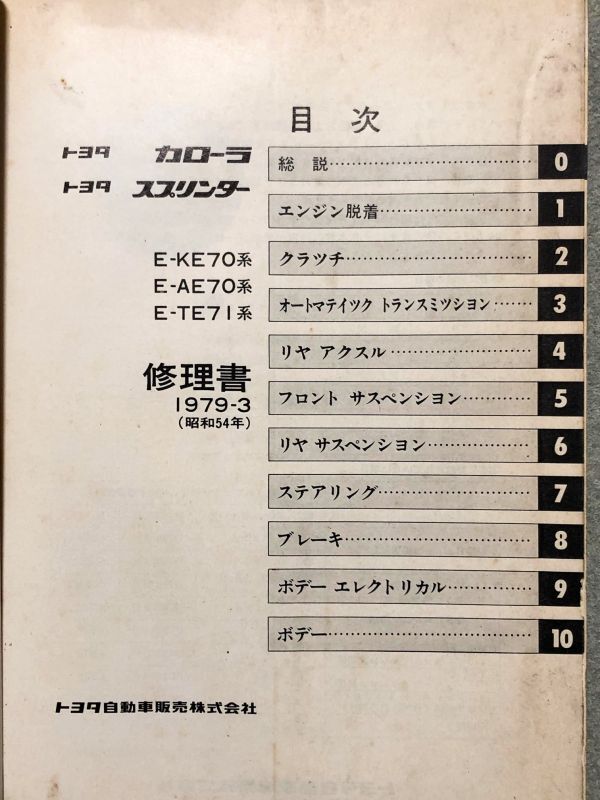 目次
トヨタ カローラ
トヨタ スプリンター
E-KE70系
E-AE70系
E-TE71系
修理書
1979-3
(昭和54年)
総説 0
エンジン脱着 1
クラツチ 2
オートマテイツク トランスミツシヨン 3
リヤ アクスル 4
フロント サスペンション 5
リヤ サスペンション 6
ステアリング 7
ブレーキ 8
ボデー エレクトリカル 9
ボデー 10
トヨタ自動車販売株式会社